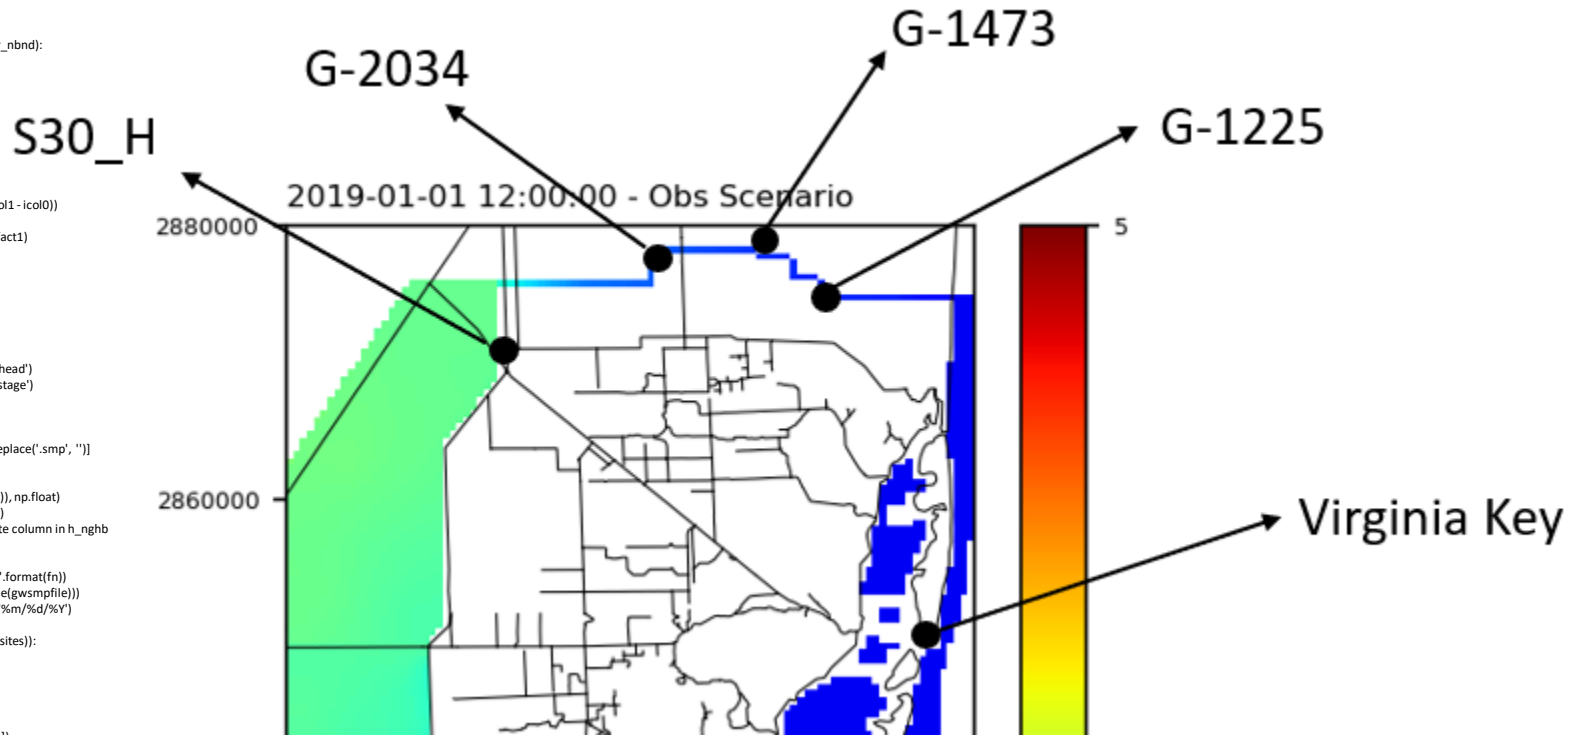 _nbnd):
G-1473
G-2034
G-1225
S30_H
ol1 - icol0))
2019-01-01 12:00:00 - Obs Scenario
2880000
5
act1)
head')
stage')
eplace('.smp', '')]
)), np.float)
2860000
)
te column in h_nghb
Virginia Key
'.format(fn))
e(gwsmpfile)))
'%m/%d/%Y')
sites)):